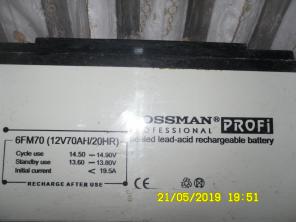 OSSMAN® PROFi
PROFESSIONAL
sealed lead-acid rechargeable battery
6FM70 (12V70AH/20HR)
Cycle use 14.50 — 14.90V
Standby use 13.60 — 13.80V
Initial current < 19.5A
RECHARGE AFTER USE
CE
21/05/2019 19:51